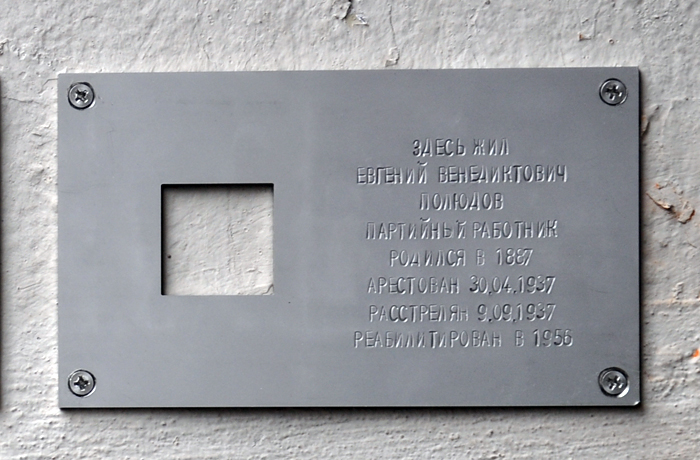 ЗДЕСЬ ЖИЛ
ЕВГЕНИЙ ВЕНЕДИКТОВИЧ
ПОЛЮДОВ
ПАРТИЙНЫЙ РАБОТНИК
РОДИЛСЯ В 1887
АРЕСТОВАН 30.04.1937
РАССТРЕЛЯН 9.09.1937
РЕАБИЛИТИРОВАН В 1956